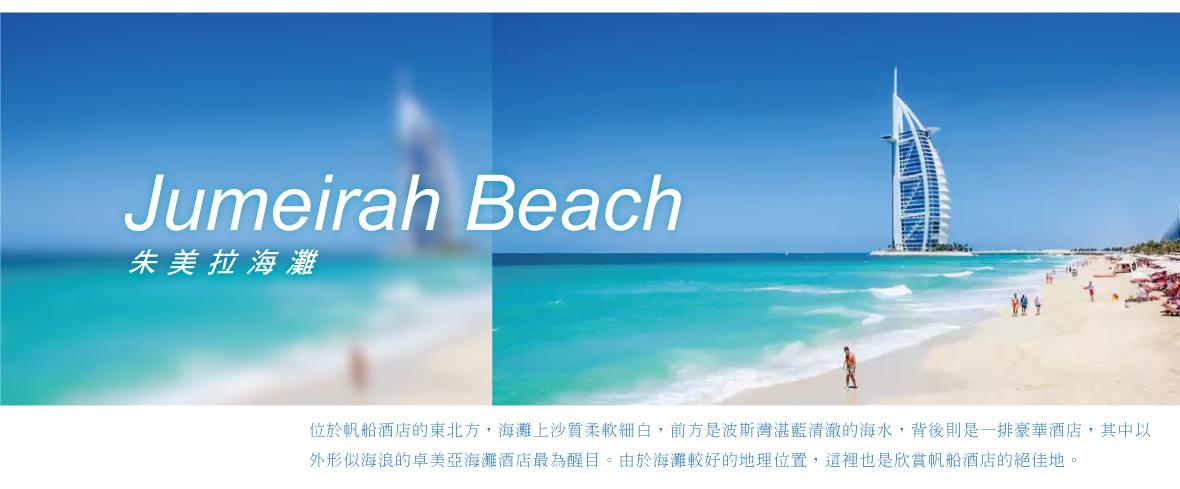 Jumeirah Beach
朱美拉海灘
位於帆船酒店的東北方，海灘上沙質柔軟細白，前方是波斯灣湛藍清澈的海水，背後則是一排豪華酒店，其中以
外形似海浪的卓美亞海灘酒店最為醒目。由於海灘較好的地理位置，這裡也是欣賞帆船酒店的絕佳地。